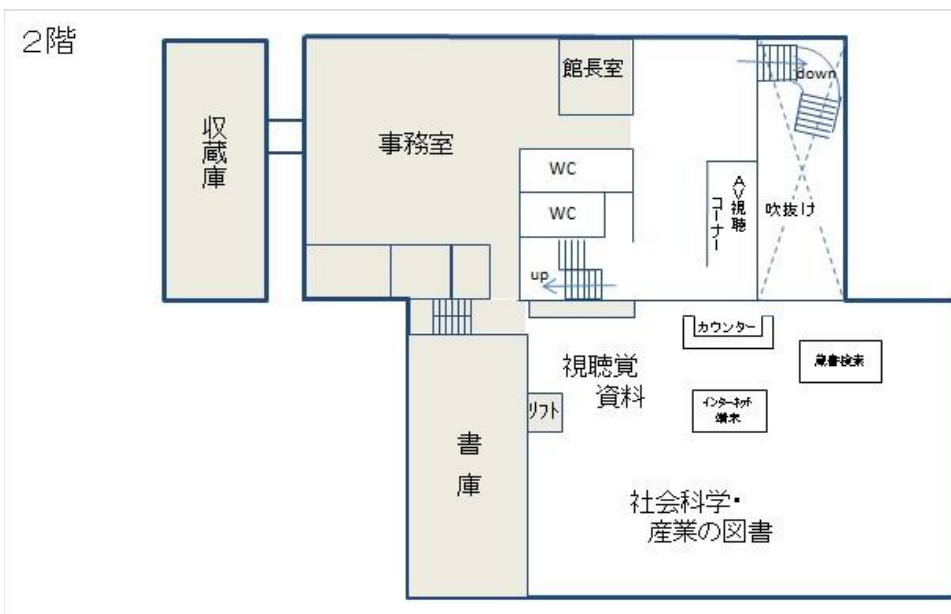 ２階
収蔵庫
事務室
館長室
down
WC
WC
AV視聴
コーナー
吹抜け
up
カウンター
蔵書検索
視聴覚
資料
リフト
インターネット
端末
書庫
社会科学・
産業の図書